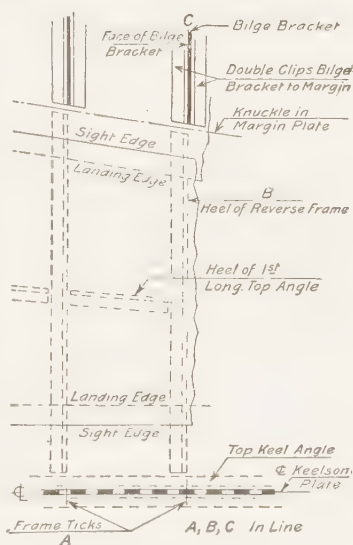 C
Bilge Bracket
Face of Bilge
Bracket
Double Clips Bilge
Bracket to Margin
Knuckle in
Margin Plate
Sight Edge
Landing Edge
B
Heel of Reverse Frame
Heel of 1st
Long. Top Angle
Landing Edge
Sight Edge
Top Keel Angle
℄ Keelson
Plate
℄
Frame Ticks
A
A, B, C In Line